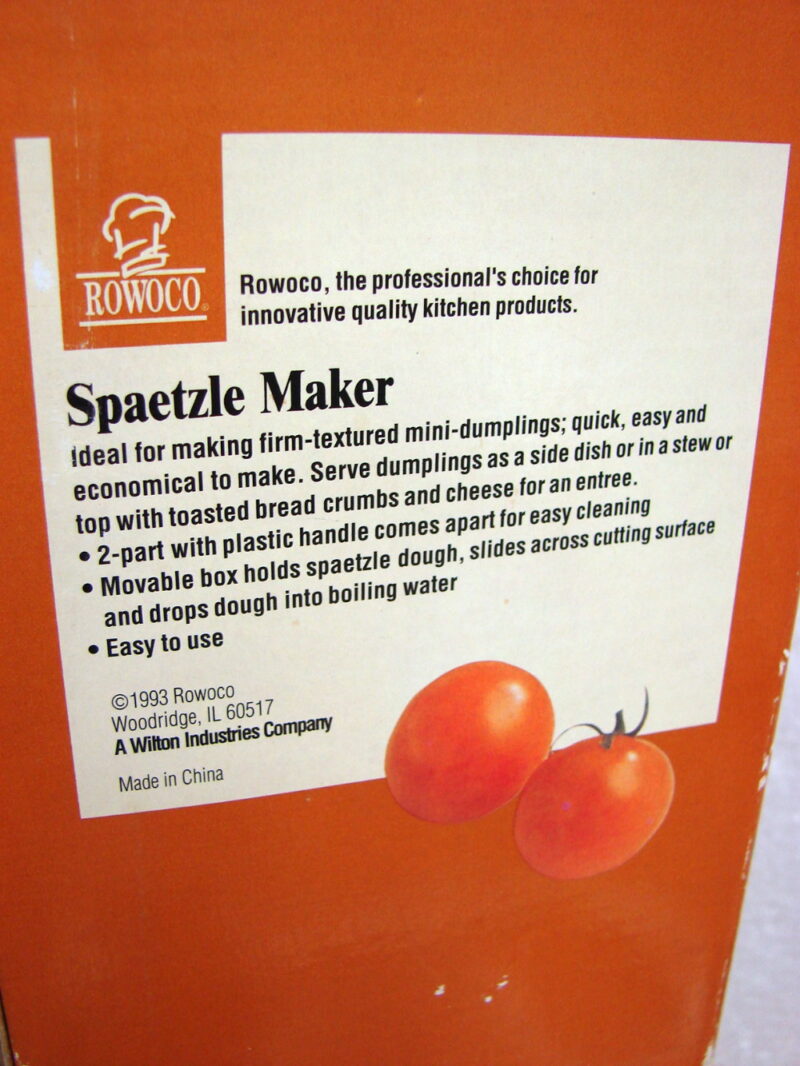 ROWOCO®
Rowoco, the professional's choice for
innovative quality kitchen products.
Spaetzle Maker
Ideal for making firm-textured mini-dumplings; quick, easy and
economical to make. Serve dumplings as a side dish or in a stew or
top with toasted bread crumbs and cheese for an entree.
• 2-part with plastic handle comes apart for easy cleaning
• Movable box holds spaetzle dough, slides across cutting surface
and drops dough into boiling water
• Easy to use
©1993 Rowoco
Woodridge, IL 60517
A Wilton Industries Company
Made in China